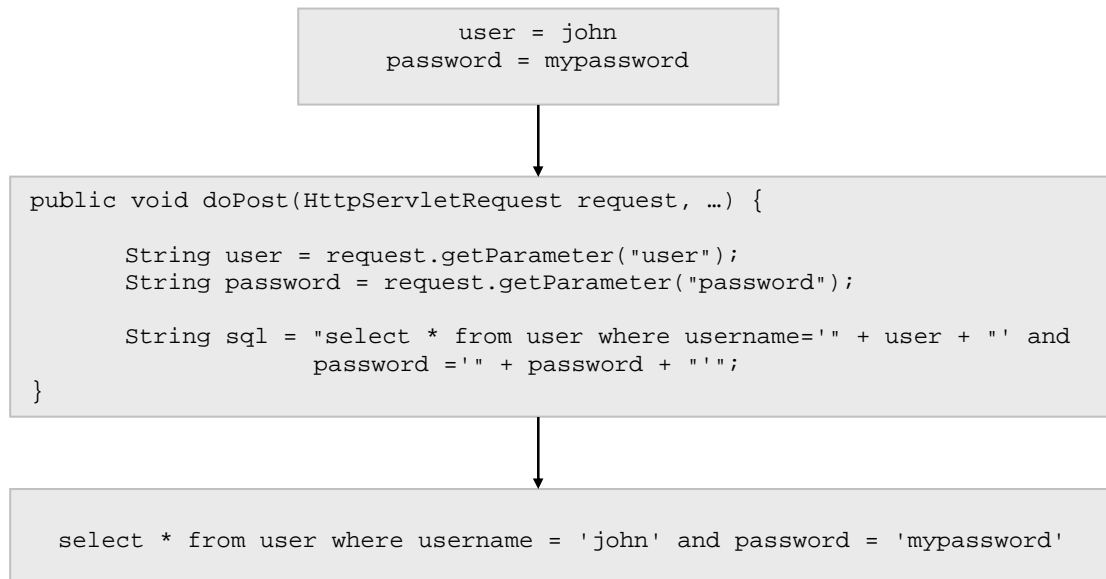 user = john
password = mypassword
public void doPost(HttpServletRequest request, …) {
String user = request.getParameter("user");
String password = request.getParameter("password");
String sql = "select * from user where username='" + user + "' and
password ='" + password + "'";
}
select * from user where username = 'john' and password = 'mypassword'